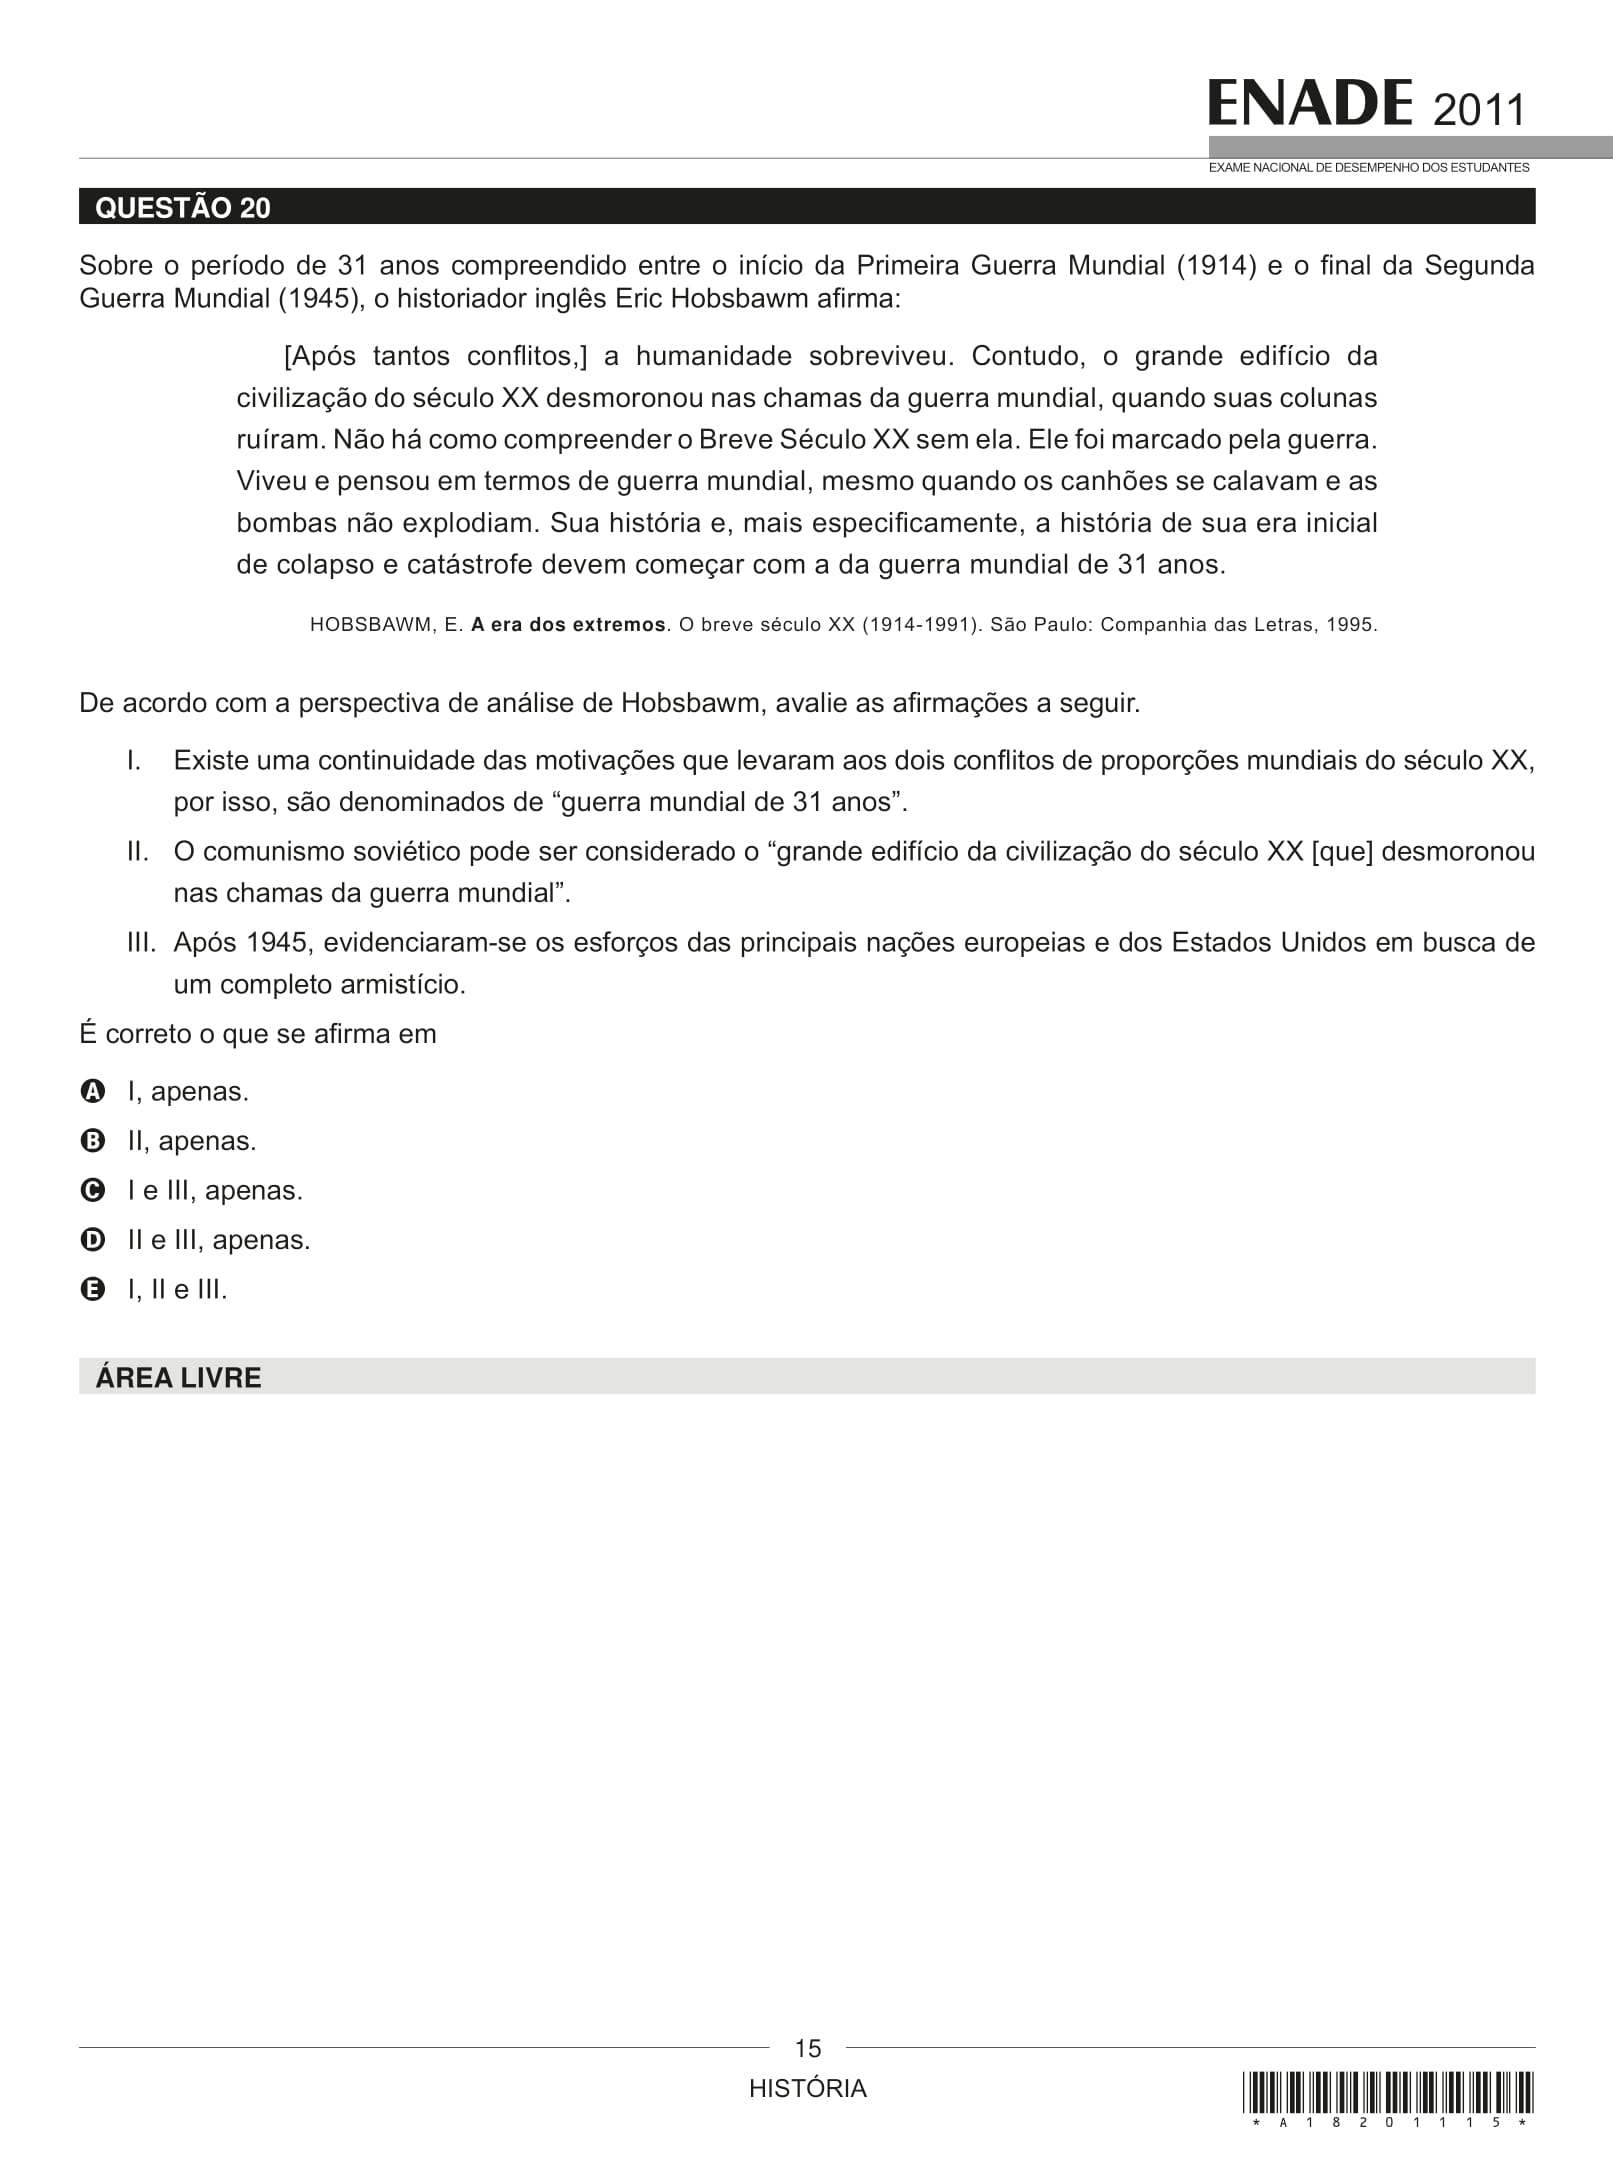 ENADE 2011
EXAME NACIONAL DE DESEMPENHO DOS ESTUDANTES
QUESTÃO 20
Sobre o período de 31 anos compreendido entre o início da Primeira Guerra Mundial (1914) e o final da Segunda
Guerra Mundial (1945), o historiador inglês Eric Hobsbawm afirma:
[Após tantos conflitos,] a humanidade sobreviveu. Contudo, o grande edifício da
civilização do século XX desmoronou nas chamas da guerra mundial, quando suas colunas
ruíram. Não há como compreender o Breve Século XX sem ela. Ele foi marcado pela guerra.
Viveu e pensou em termos de guerra mundial, mesmo quando os canhões se calavam e as
bombas não explodiam. Sua história e, mais especificamente, a história de sua era inicial
de colapso e catástrofe devem começar com a da guerra mundial de 31 anos.
HOBSBAWM, E. A era dos extremos. O breve século XX (1914-1991). São Paulo: Companhia das Letras, 1995.
De acordo com a perspectiva de análise de Hobsbawm, avalie as afirmações a seguir.
I. Existe uma continuidade das motivações que levaram aos dois conflitos de proporções mundiais do século XX,
por isso, são denominados de “guerra mundial de 31 anos”.
II. O comunismo soviético pode ser considerado o “grande edifício da civilização do século XX [que] desmoronou
nas chamas da guerra mundial”.
III. Após 1945, evidenciaram-se os esforços das principais nações europeias e dos Estados Unidos em busca de
um completo armistício.
É correto o que se afirma em
A I, apenas.
B II, apenas.
C I e III, apenas.
D II e III, apenas.
E I, II e III.
ÁREA LIVRE
15
HISTÓRIA
* A 1 8 2 0 1 1 1 5 *